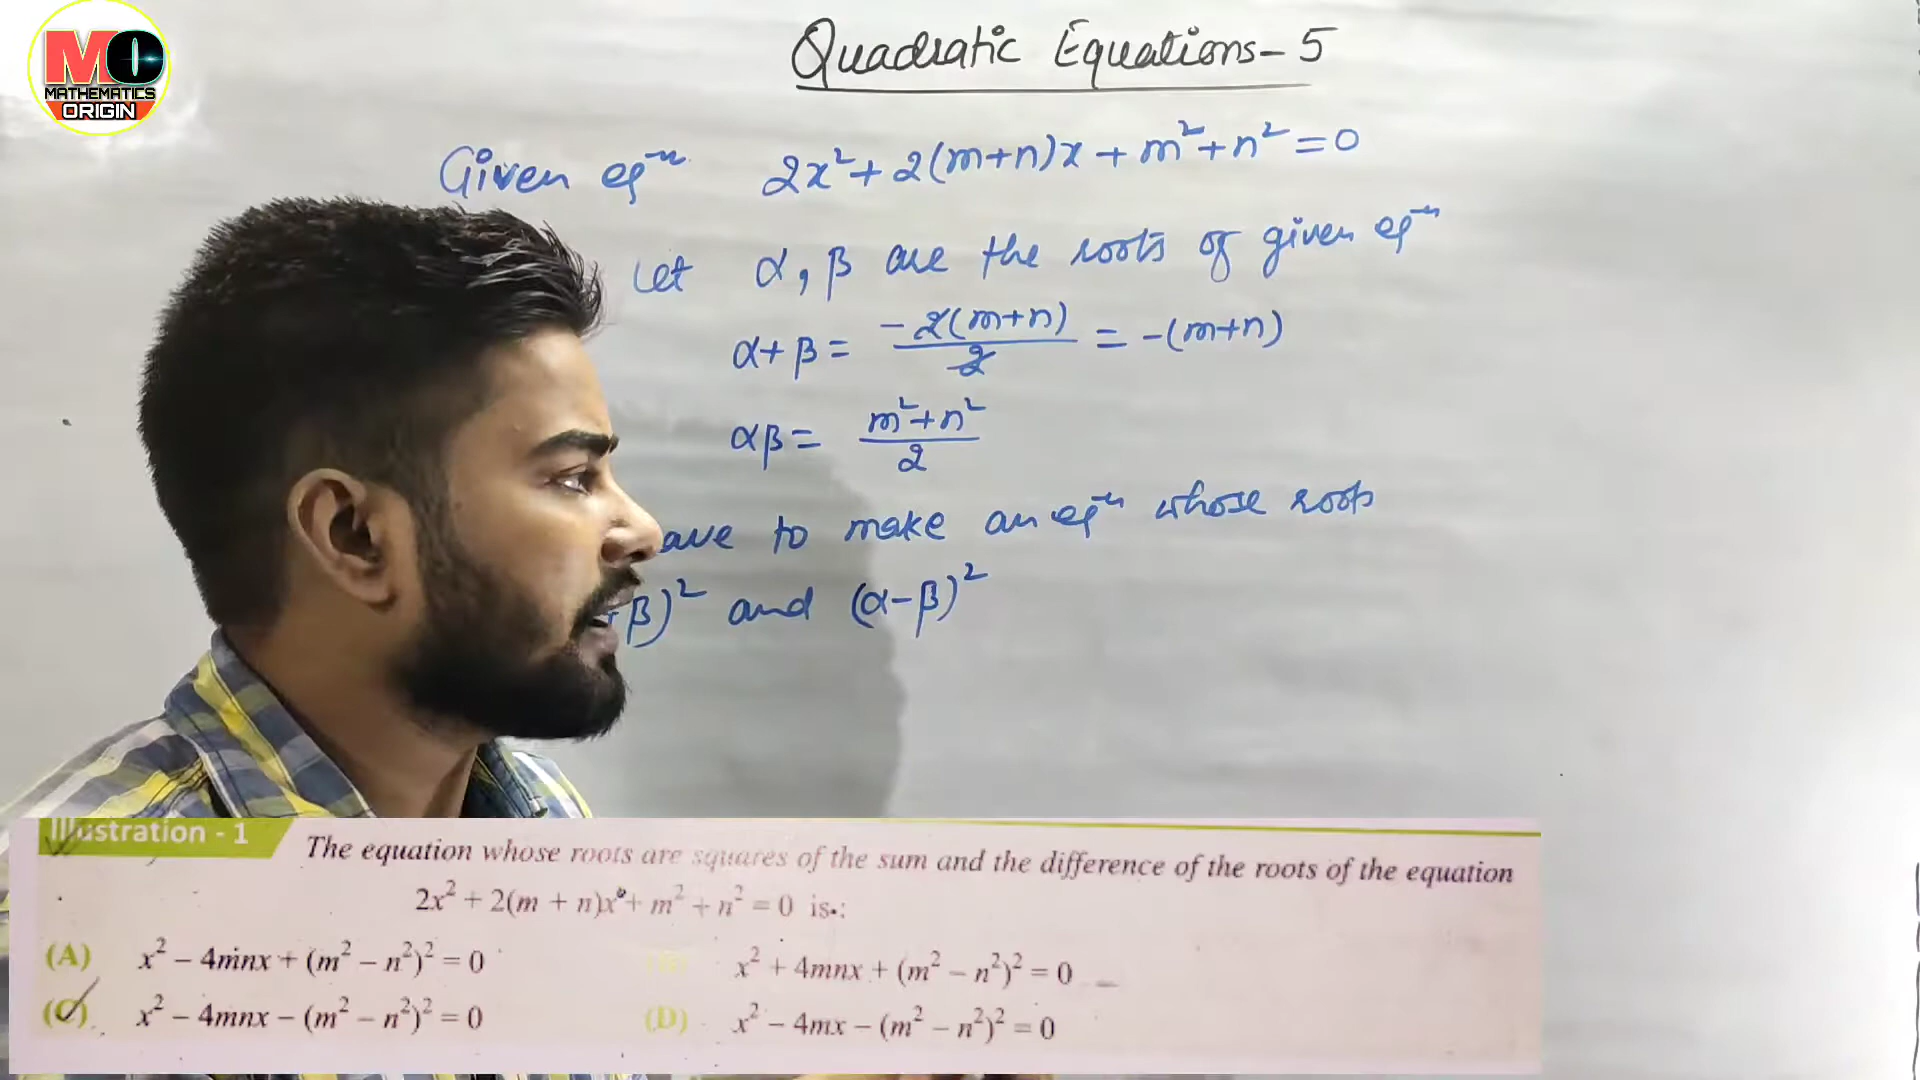 MO
MATHEMATICS
ORIGIN
Quadratic Equations-5
Given eqⁿ 2x² + 2(m+n)x + m² + n² = 0
Let α, β are the roots of given eqⁿ
α+β = -2(m+n)/2 = -(m+n)
αβ = (m²+n²)/2
ave to make an eqⁿ whose roots
+β)² and (α-β)²
Illustration - 1
The equation whose roots are squares of the sum and the difference of the roots of the equation
2x² + 2(m + n)x + m² + n² = 0 is :
(A) x² – 4mnx + (m² – n²)² = 0
x² + 4mnx + (m² – n²)² = 0
(C) x² – 4mnx – (m² – n²)² = 0
(D) x² – 4mx – (m² – n²)² = 0